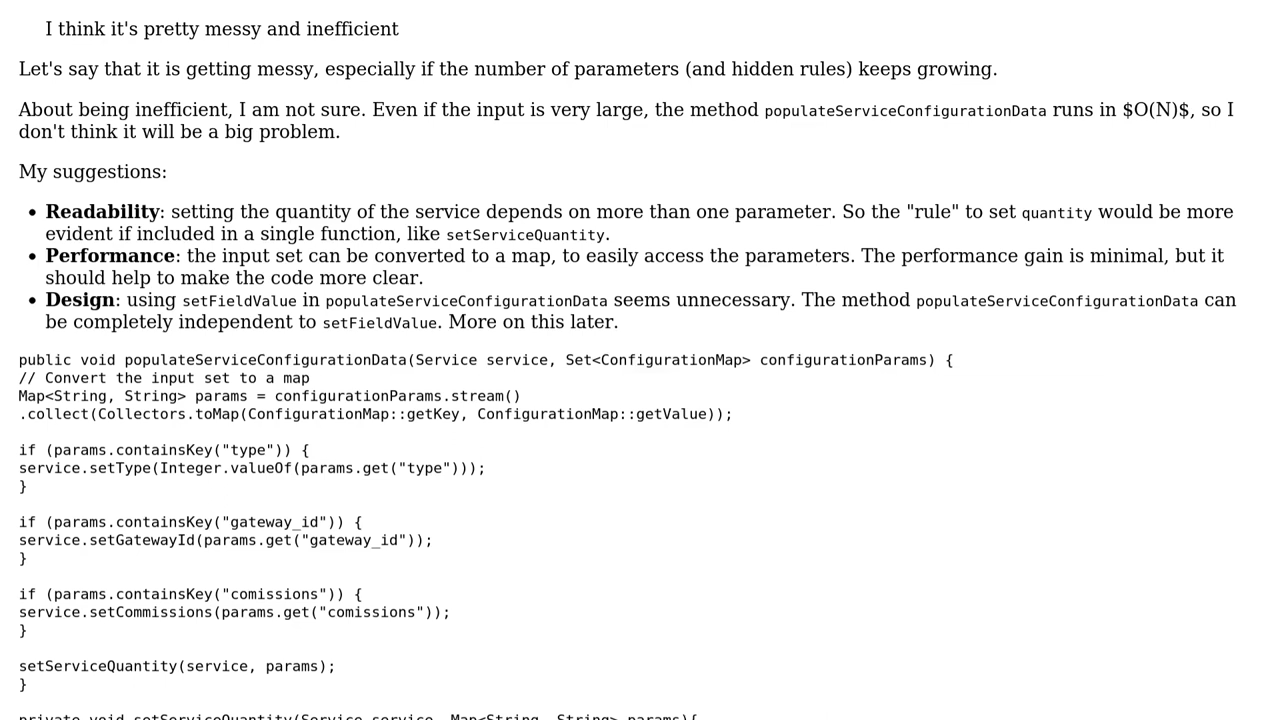 I think it's pretty messy and inefficient
Let's say that it is getting messy, especially if the number of parameters (and hidden rules) keeps growing.
About being inefficient, I am not sure. Even if the input is very large, the method populateServiceConfigurationData runs in $O(N)$, so I
don't think it will be a big problem.
My suggestions:
• Readability: setting the quantity of the service depends on more than one parameter. So the "rule" to set quantity would be more
evident if included in a single function, like setServiceQuantity.
• Performance: the input set can be converted to a map, to easily access the parameters. The performance gain is minimal, but it
should help to make the code more clear.
• Design: using setFieldValue in populateServiceConfigurationData seems unnecessary. The method populateServiceConfigurationData can
be completely independent to setFieldValue. More on this later.
public void populateServiceConfigurationData(Service service, Set<ConfigurationMap> configurationParams) {
// Convert the input set to a map
Map<String, String> params = configurationParams.stream()
.collect(Collectors.toMap(ConfigurationMap::getKey, ConfigurationMap::getValue));
if (params.containsKey("type")) {
service.setType(Integer.valueOf(params.get("type")));
}
if (params.containsKey("gateway_id")) {
service.setGatewayId(params.get("gateway_id"));
}
if (params.containsKey("comissions")) {
service.setCommissions(params.get("comissions"));
}
setServiceQuantity(service, params);
}
private void setServiceQuantity(Service service, Map<String, String> params){